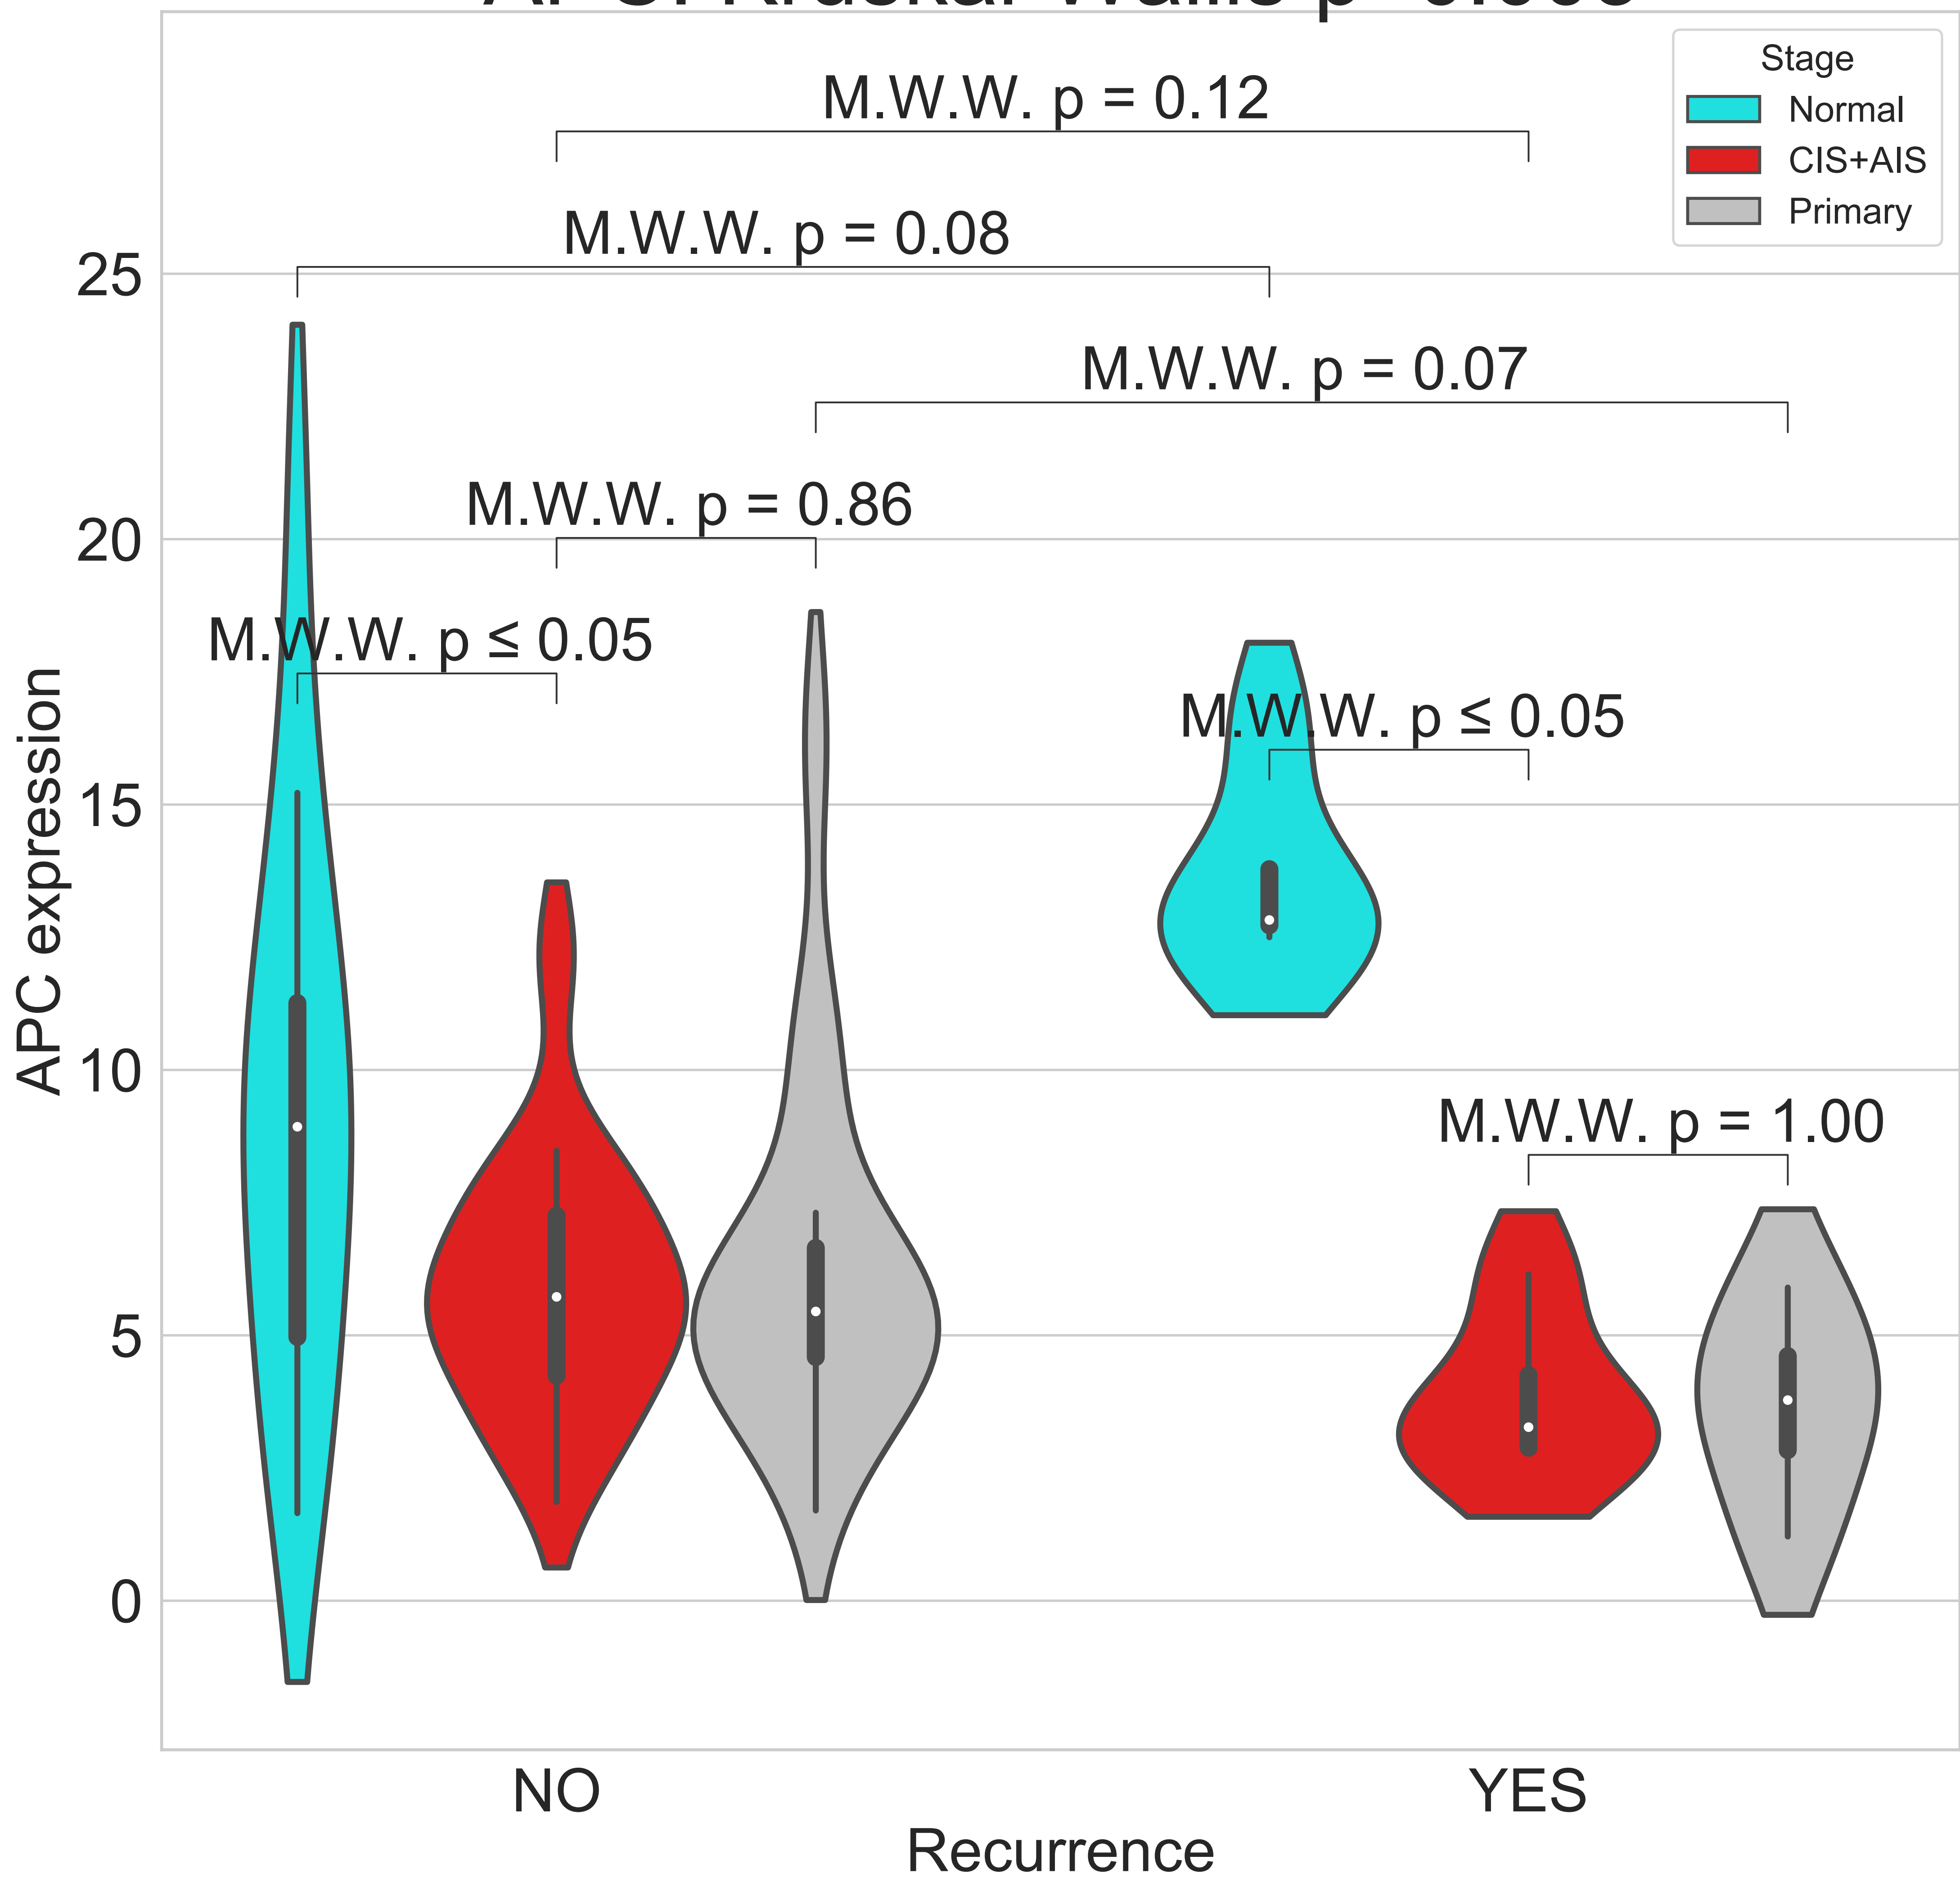 Stage
Normal
CIS+AIS
Primary
M.W.W. p = 0.12
M.W.W. p = 0.08
M.W.W. p = 0.07
M.W.W. p = 0.86
M.W.W. p ≤ 0.05
M.W.W. p ≤ 0.05
M.W.W. p = 1.00
APC expression
25
20
15
10
5
0
NO
YES
Recurrence